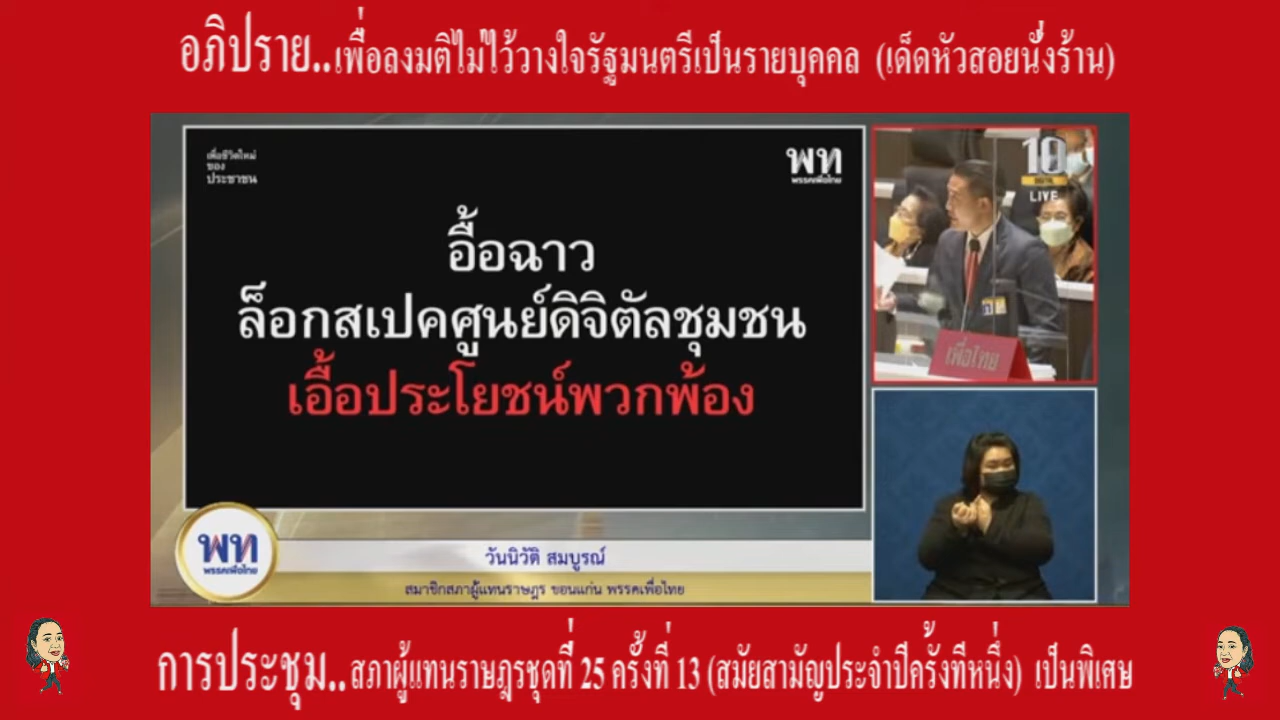 อภิปราย..เพื่อลงมติไม่ไว้วางใจรัฐมนตรีเป็นรายบุคคล (เด็ดหัวสอยนั่งร้าน)
เพื่อชีวิตใหม่
ของ
ประชาชน
พท
พรรคเพื่อไทย
10
LIVE
อื้อฉาว
ล็อกสเปคศูนย์ดิจิตัลชุมชน
เอื้อประโยชน์พวกพ้อง
เพื่อไทย
พท
พรรคเพื่อไทย
วันนิวัติ สมบูรณ์
สมาชิกสภาผู้แทนราษฎร ขอนแก่น พรรคเพื่อไทย
การประชุม..สภาผู้แทนราษฎรชุดที่ 25 ครั้งที่ 13 (สมัยสามัญประจำปีครั้งที่หนึ่ง) เป็นพิเศษ